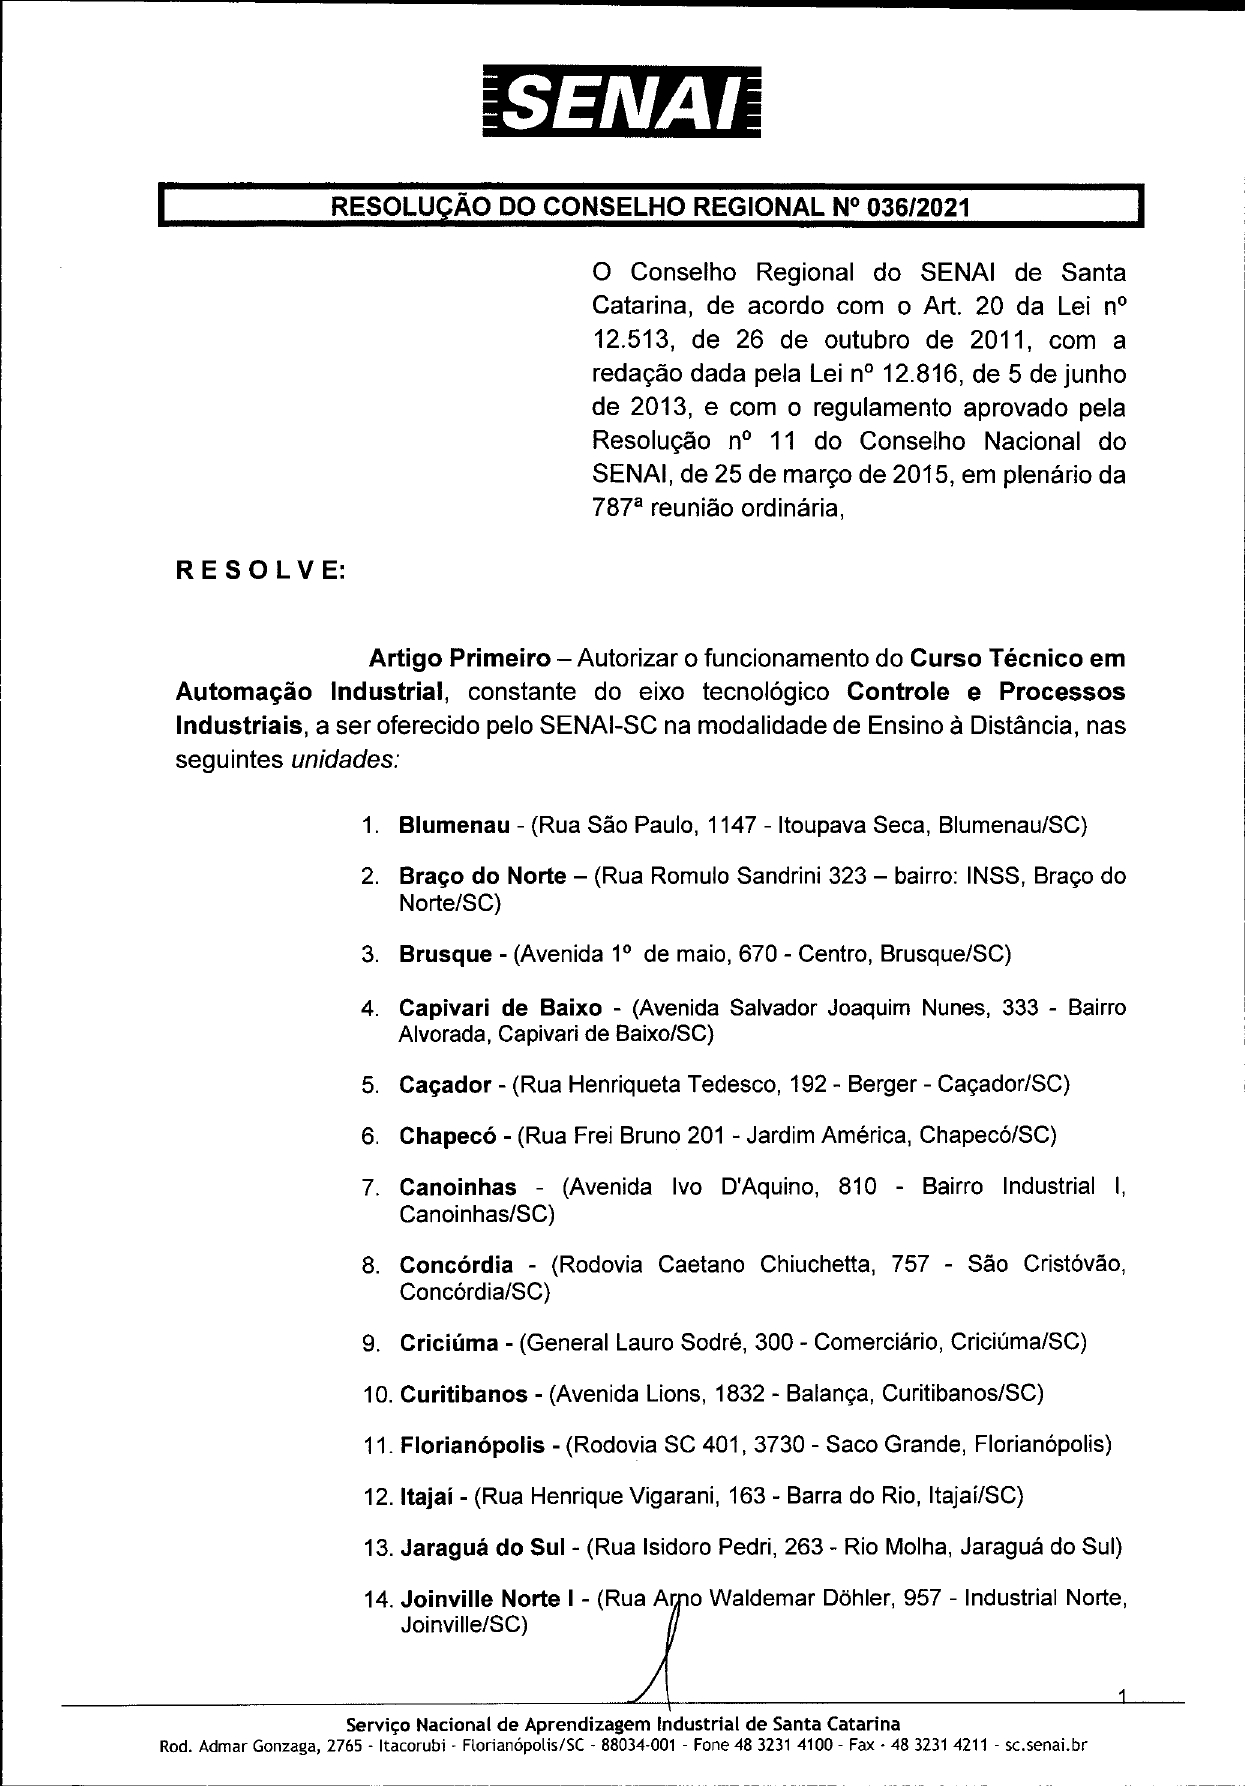 SENAI
RESOLUÇÃO DO CONSELHO REGIONAL Nº 036/2021
O Conselho Regional do SENAI de Santa
Catarina, de acordo com o Art. 20 da Lei nº
12.513, de 26 de outubro de 2011, com a
redação dada pela Lei nº 12.816, de 5 de junho
de 2013, e com o regulamento aprovado pela
Resolução nº 11 do Conselho Nacional do
SENAI, de 25 de março de 2015, em plenário da
787ª reunião ordinária,
R E S O L V E:
Artigo Primeiro – Autorizar o funcionamento do Curso Técnico em
Automação Industrial, constante do eixo tecnológico Controle e Processos
Industriais, a ser oferecido pelo SENAI-SC na modalidade de Ensino à Distância, nas
seguintes unidades:
1. Blumenau - (Rua São Paulo, 1147 - Itoupava Seca, Blumenau/SC)
2. Braço do Norte – (Rua Romulo Sandrini 323 – bairro: INSS, Braço do
Norte/SC)
3. Brusque - (Avenida 1º de maio, 670 - Centro, Brusque/SC)
4. Capivari de Baixo - (Avenida Salvador Joaquim Nunes, 333 - Bairro
Alvorada, Capivari de Baixo/SC)
5. Caçador - (Rua Henriqueta Tedesco, 192 - Berger - Caçador/SC)
6. Chapecó - (Rua Frei Bruno 201 - Jardim América, Chapecó/SC)
7. Canoinhas - (Avenida Ivo D'Aquino, 810 - Bairro Industrial I,
Canoinhas/SC)
8. Concórdia - (Rodovia Caetano Chiuchetta, 757 - São Cristóvão,
Concórdia/SC)
9. Criciúma - (General Lauro Sodré, 300 - Comerciário, Criciúma/SC)
10. Curitibanos - (Avenida Lions, 1832 - Balança, Curitibanos/SC)
11. Florianópolis - (Rodovia SC 401, 3730 - Saco Grande, Florianópolis)
12. Itajaí - (Rua Henrique Vigarani, 163 - Barra do Rio, Itajaí/SC)
13. Jaraguá do Sul - (Rua Isidoro Pedri, 263 - Rio Molha, Jaraguá do Sul)
14. Joinville Norte I - (Rua Arno Waldemar Döhler, 957 - Industrial Norte,
Joinville/SC)
1
Serviço Nacional de Aprendizagem Industrial de Santa Catarina
Rod. Admar Gonzaga, 2765 - Itacorubi - Florianópolis/SC - 88034-001 - Fone 48 3231 4100 - Fax - 48 3231 4211 - sc.senai.br